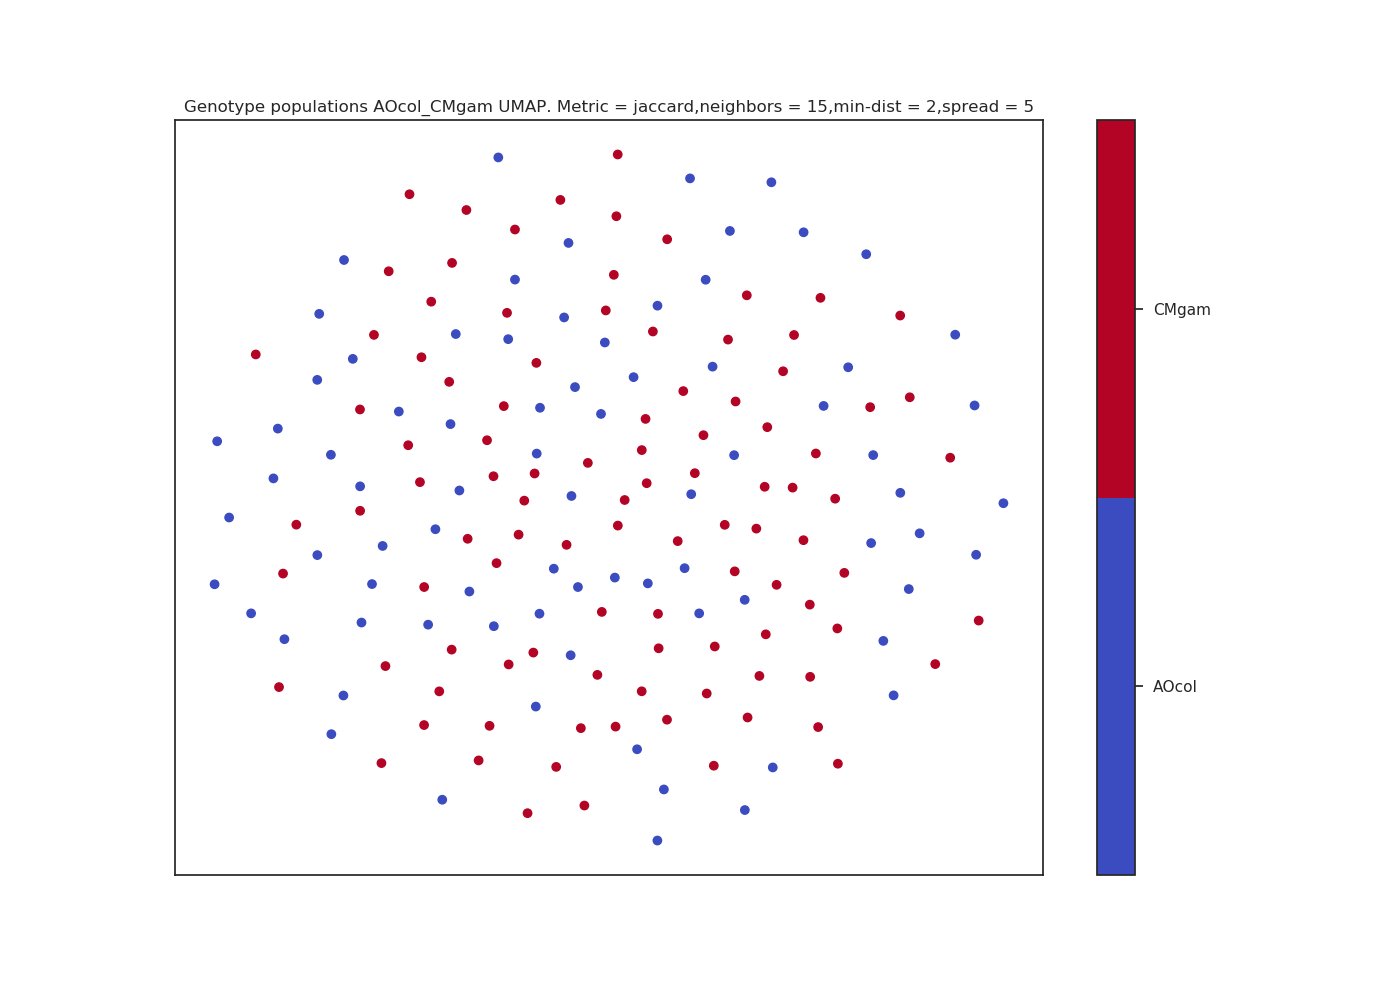 Genotype populations AOcol_CMgam UMAP. Metric = jaccard,neighbors = 15,min-dist = 2,spread = 5
CMgam
AOcol